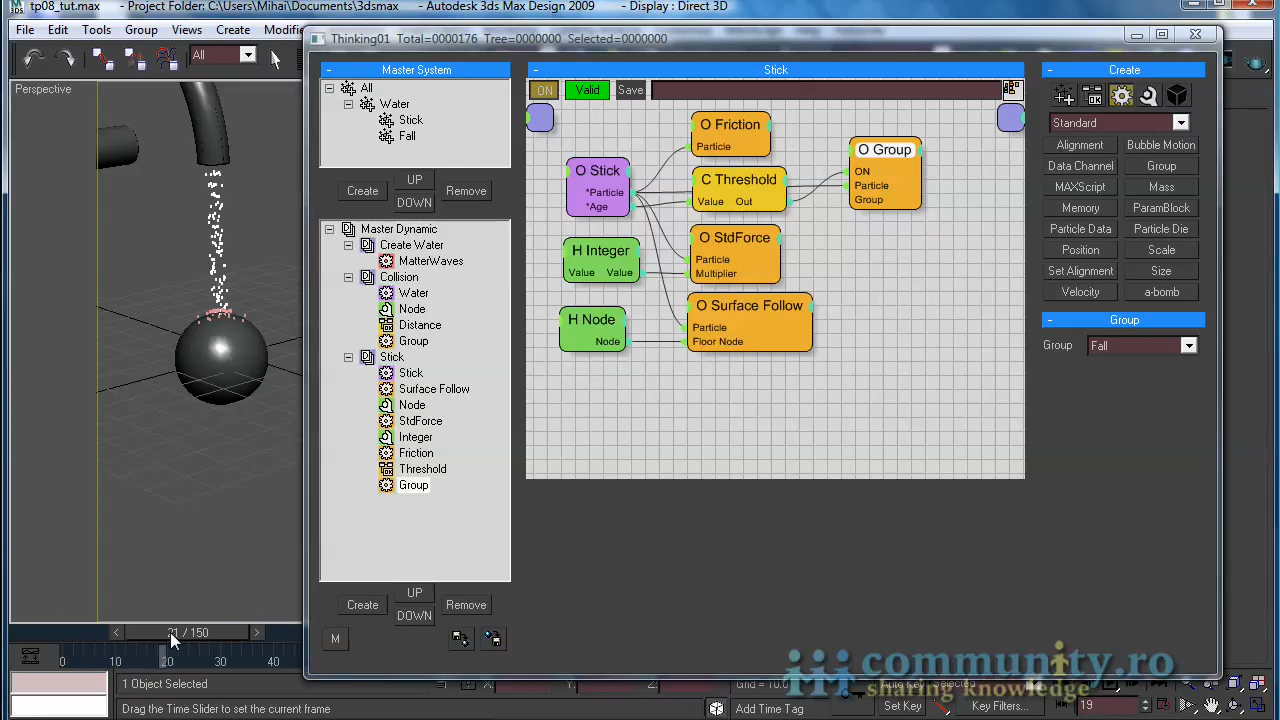 tp08_tut.max - Project Folder: C:\Users\Mihai\Documents\3dsmax - Autodesk 3ds Max Design 2009 - Display : Direct 3D
File Edit Tools Group Views Create Modifi
All
Perspective
Thinking01 Total=0000176 Tree=0000000 Selected=0000000
- Master System
All
Water
Stick
Fall
Create UP Remove
DOWN
Master Dynamic
Create Water
MatterWaves
Collision
Water
Node
Distance
Group
Stick
Stick
Surface Follow
Node
StdForce
Integer
Friction
Threshold
Group
Create UP Remove
DOWN
M
- Stick
ON Valid Save
O Friction
Particle
O Stick
*Particle
*Age
C Threshold
Value Out
O Group
ON
Particle
Group
H Integer
Value Value
O StdForce
Particle
Multiplier
H Node
Node
O Surface Follow
Particle
Floor Node
- Create
Standard
Alignment Bubble Motion
Data Channel Group
MAXScript Mass
Memory ParamBlock
Particle Data Particle Die
Position Scale
Set Alignment Size
Velocity a-bomb
- Group
Group Fall
< 21 / 150 >
0 10 20 30 40
1 Object Selected X: Y: Z: Grid = 10.0 Auto Key Selected
Drag the Time Slider to set the current frame Add Time Tag Set Key Key Filters... 19
community.ro
sharing knowledge